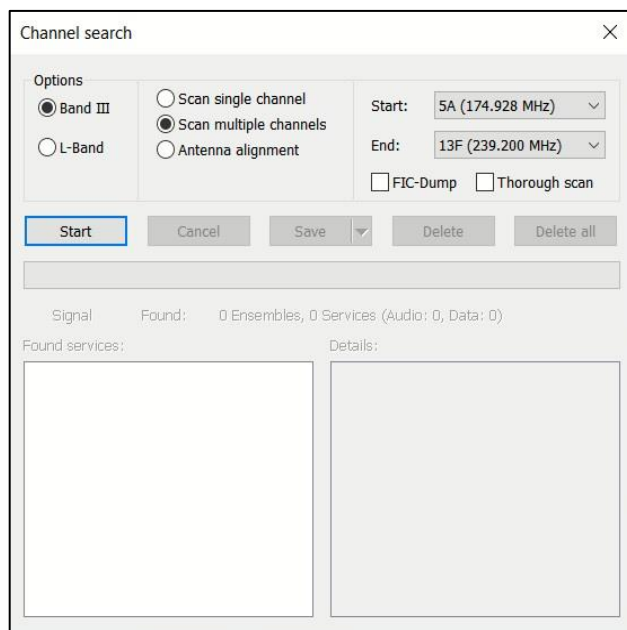 Channel search
Options
Band III
L-Band
Scan single channel
Scan multiple channels
Antenna alignment
Start: 5A (174.928 MHz)
End: 13F (239.200 MHz)
FIC-Dump Thorough scan
Start Cancel Save Delete Delete all
Signal Found: 0 Ensembles, 0 Services (Audio: 0, Data: 0)
Found services: Details: